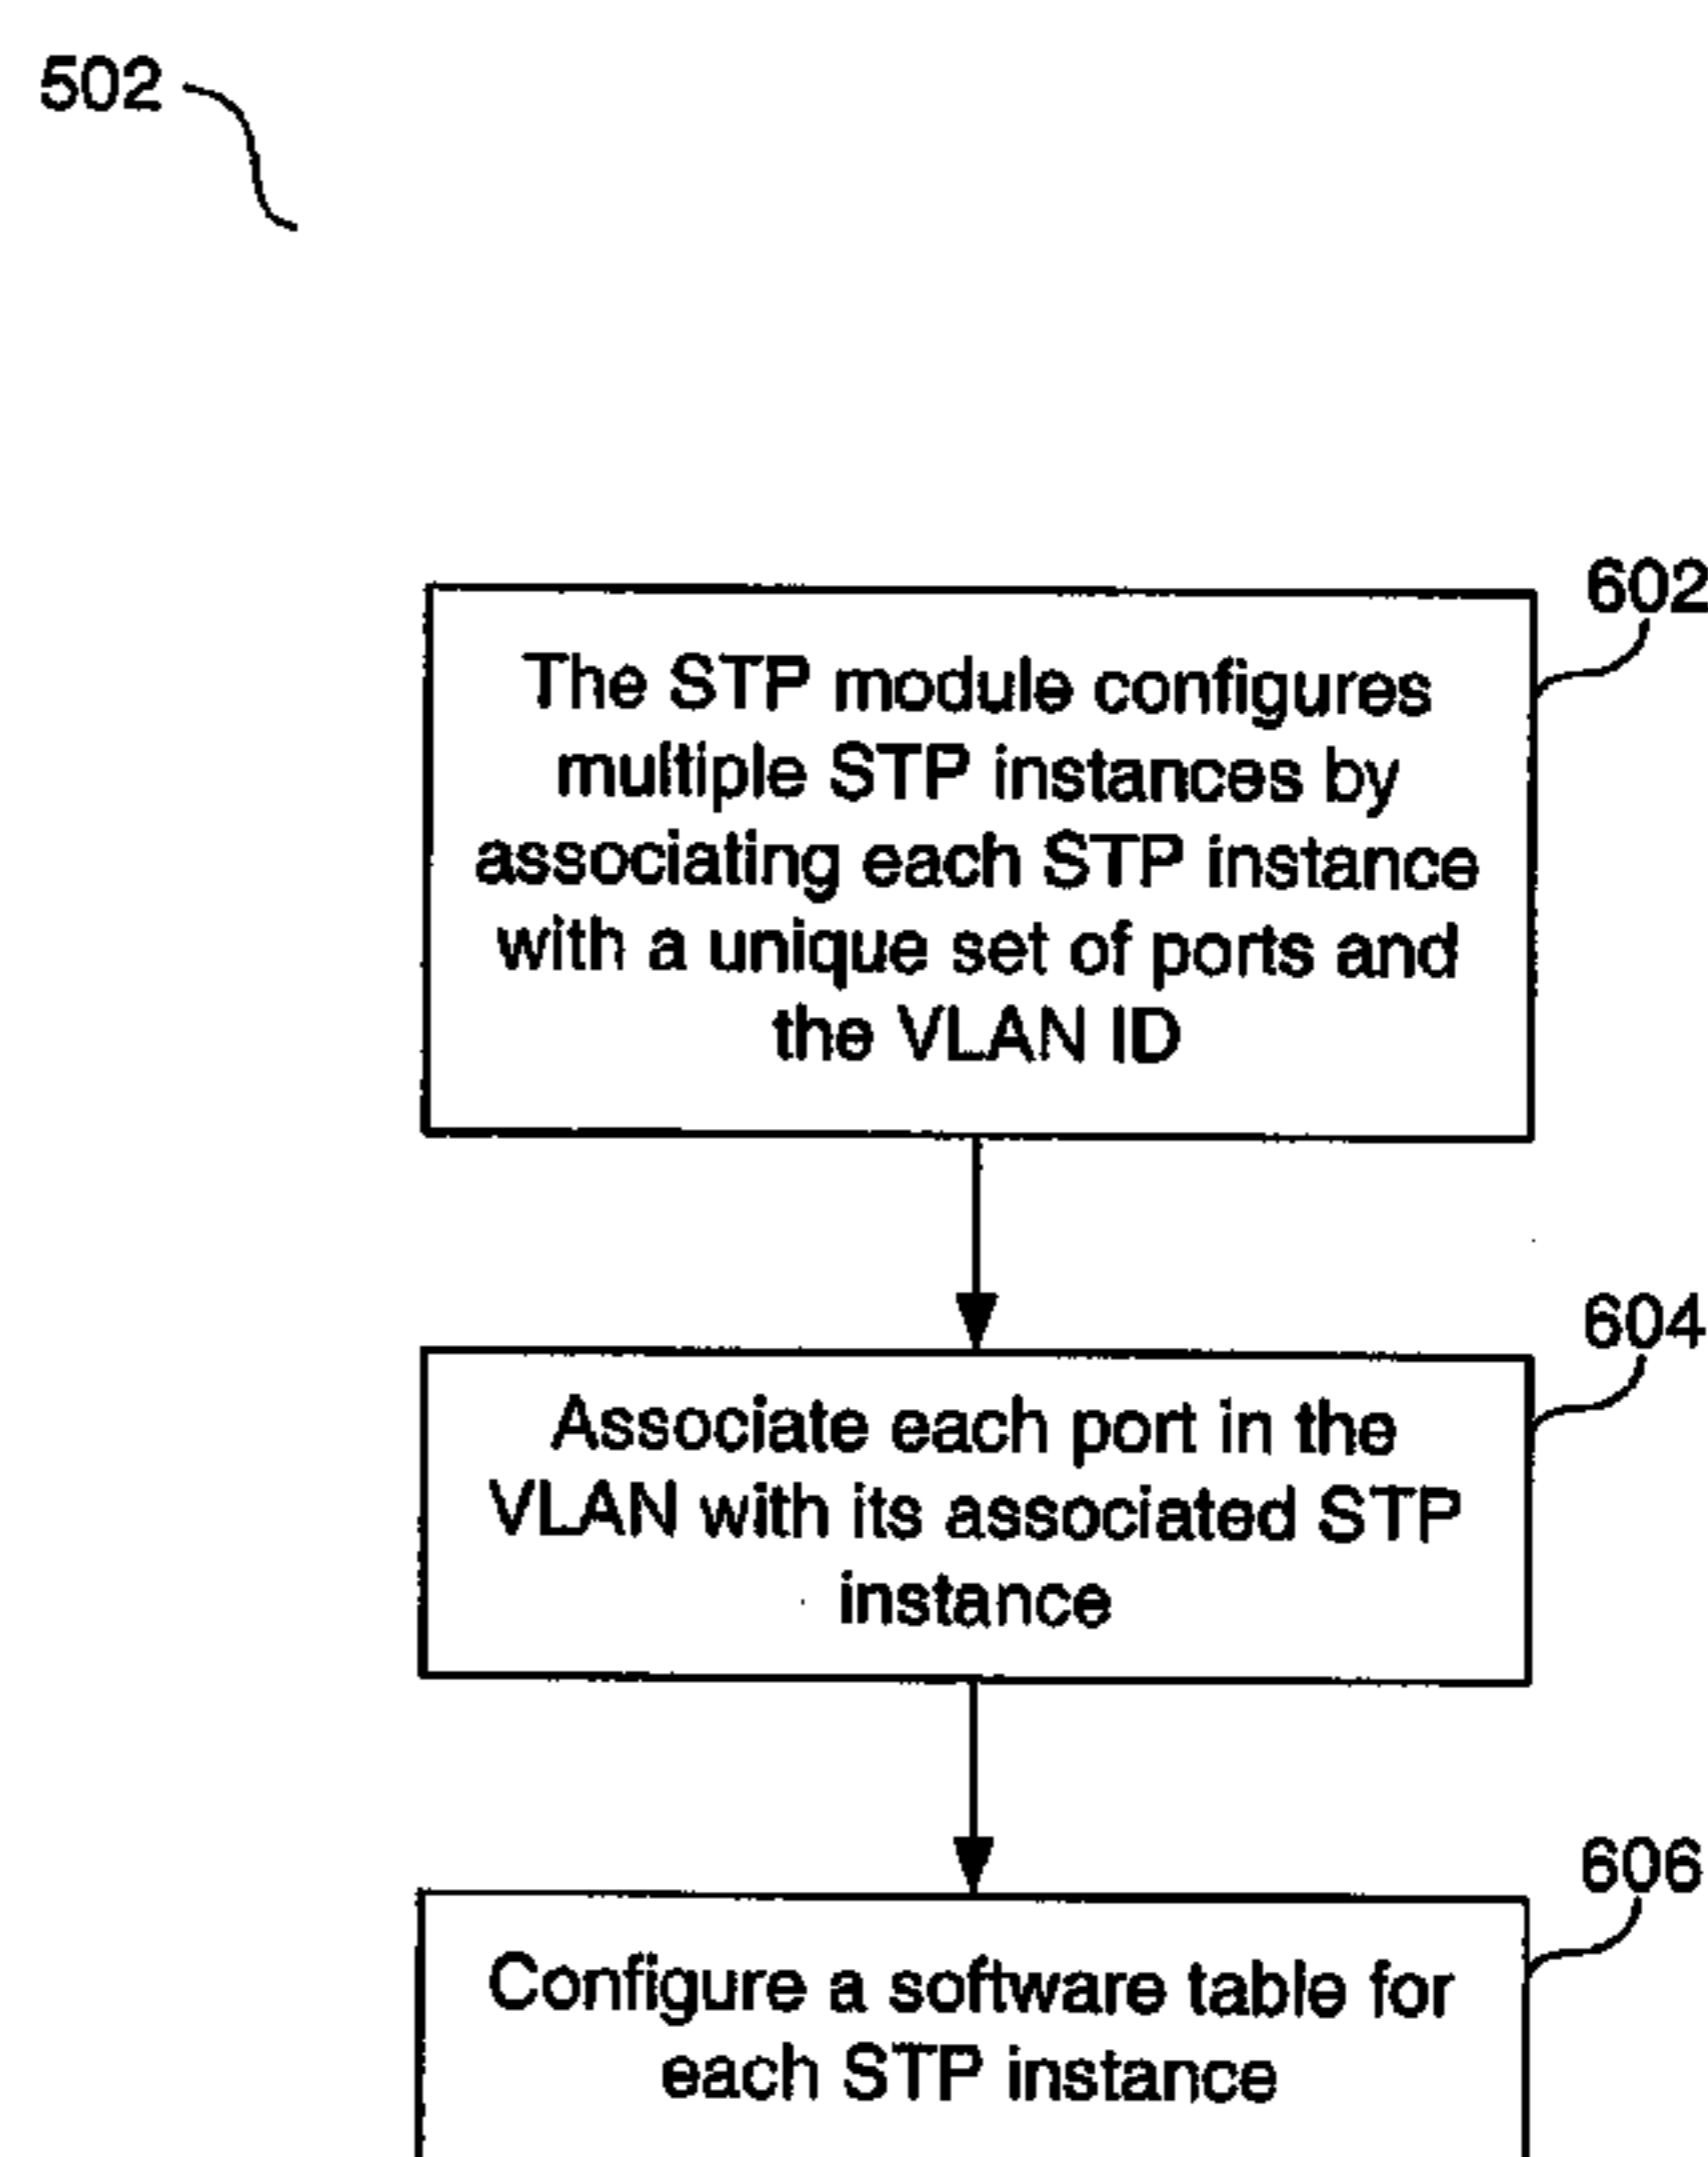 502
602
The STP module configures
multiple STP instances by
associating each STP instance
with a unique set of ports and
the VLAN ID
604
Associate each port in the
VLAN with its associated STP
instance
606
Configure a software table for
each STP instance